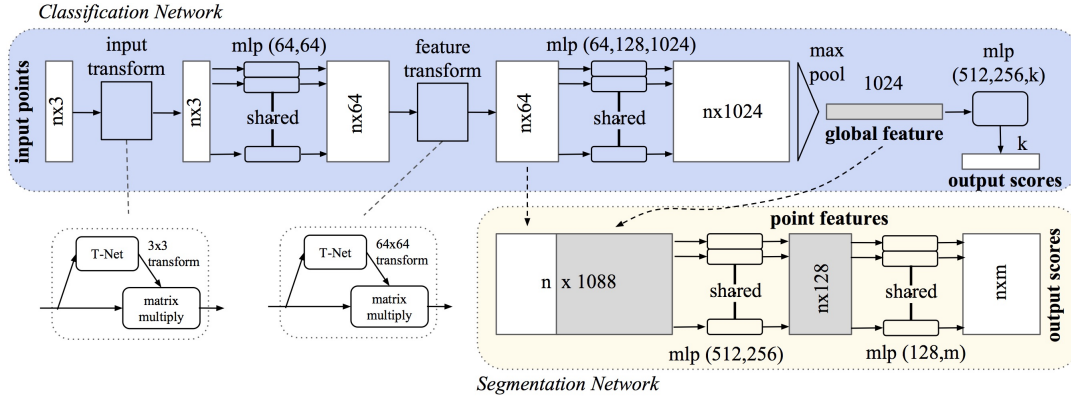 Classification Network
input points
nx3
input
transform
nx3
mlp (64,64)
shared
nx64
feature
transform
nx64
mlp (64,128,1024)
shared
nx1024
max
pool
1024
global feature
mlp
(512,256,k)
k
output scores
T-Net
3x3
transform
matrix
multiply
T-Net
64x64
transform
matrix
multiply
point features
n x 1088
shared
mlp (512,256)
nx128
shared
mlp (128,m)
nxm
output scores
Segmentation Network